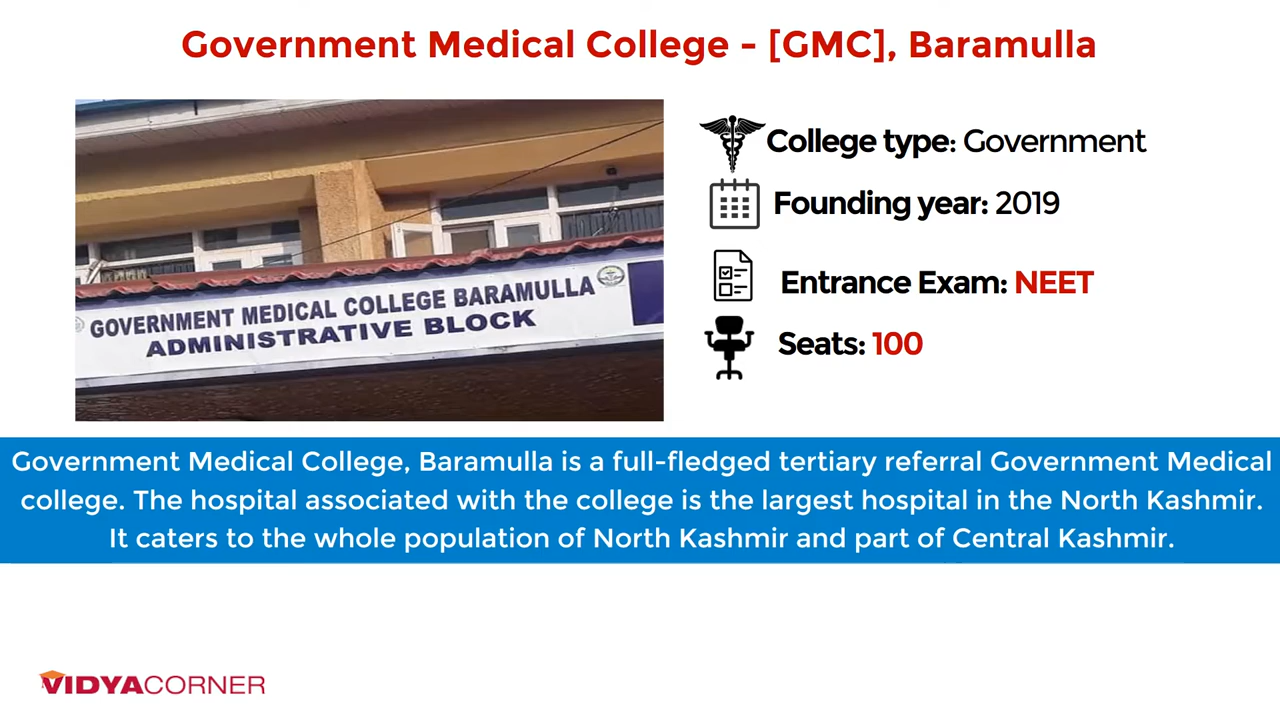 Government Medical College - [GMC], Baramulla
GOVERNMENT MEDICAL COLLEGE BARAMULLA
ADMINISTRATIVE BLOCK
College type: Government
Founding year: 2019
Entrance Exam: NEET
Seats: 100
Government Medical College, Baramulla is a full-fledged tertiary referral Government Medical
college. The hospital associated with the college is the largest hospital in the North Kashmir.
It caters to the whole population of North Kashmir and part of Central Kashmir.
VIDYACORNER